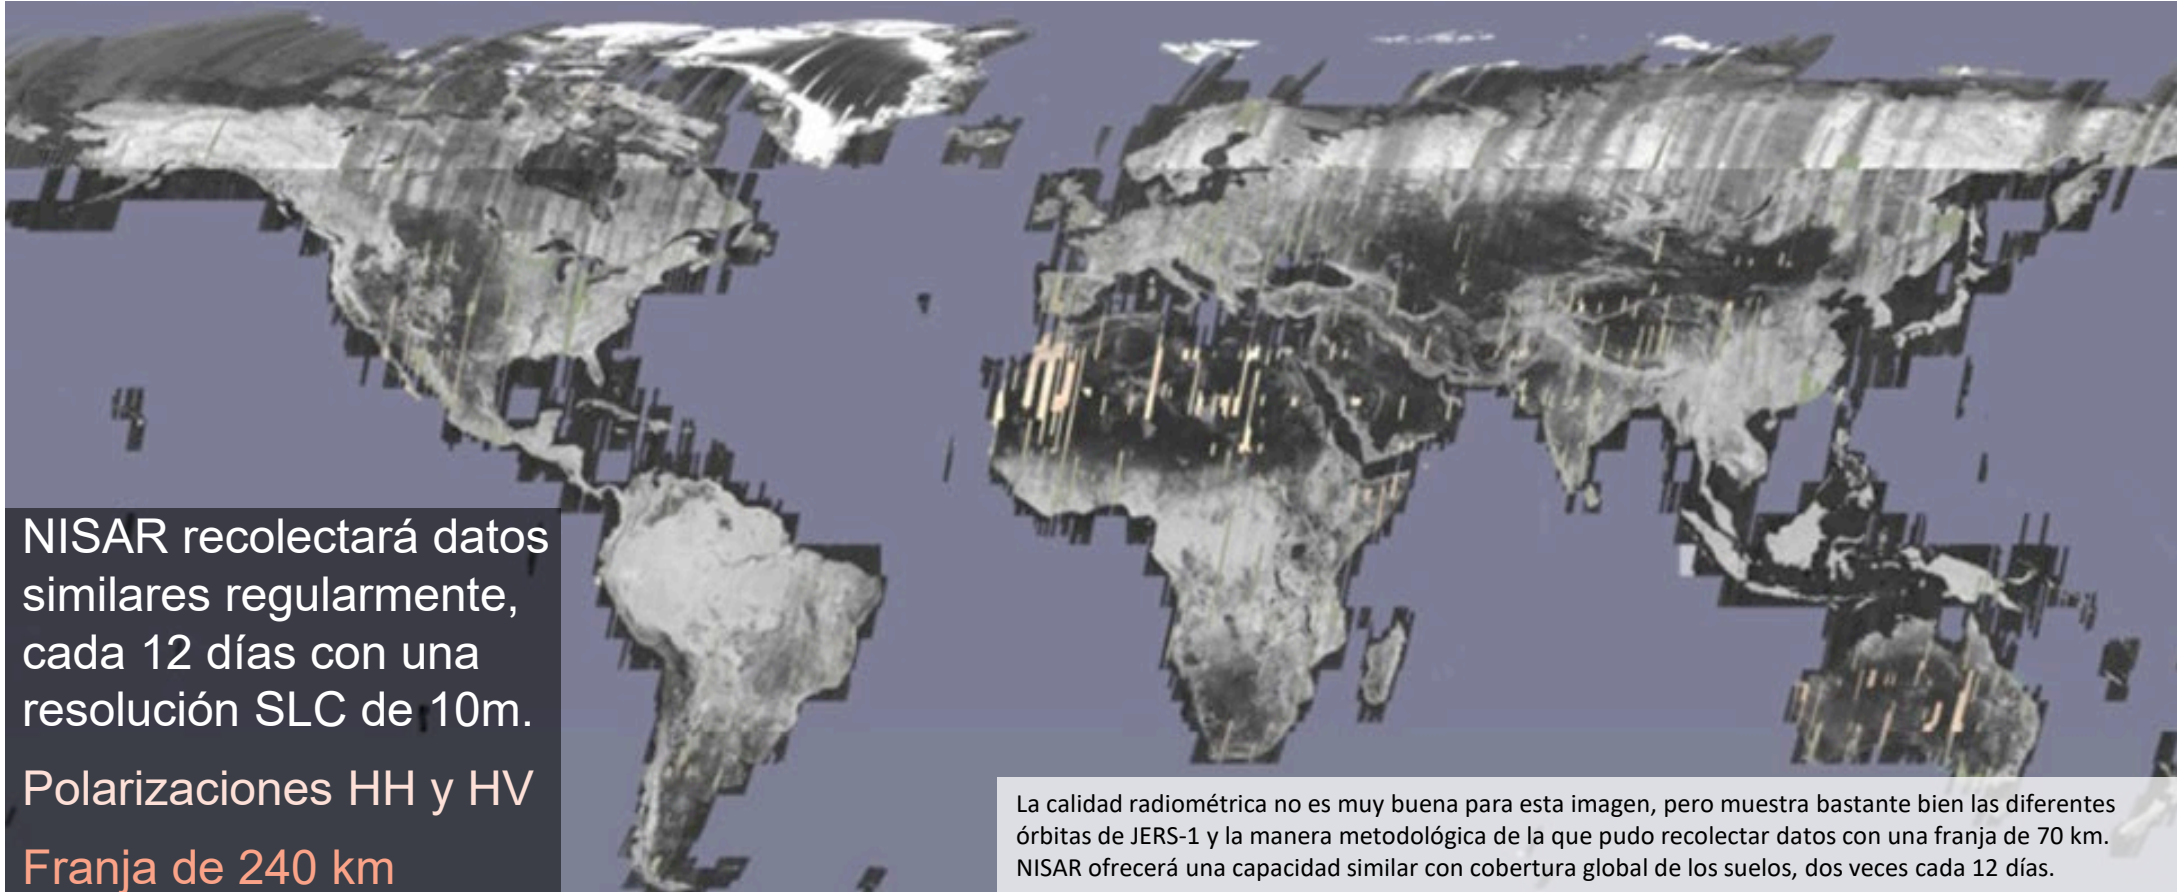 NISAR recolectará datos
similares regularmente,
cada 12 días con una
resolución SLC de 10m.
Polarizaciones HH y HV
Franja de 240 km
La calidad radiométrica no es muy buena para esta imagen, pero muestra bastante bien las diferentes
órbitas de JERS-1 y la manera metodológica de la que pudo recolectar datos con una franja de 70 km.
NISAR ofrecerá una capacidad similar con cobertura global de los suelos, dos veces cada 12 días.